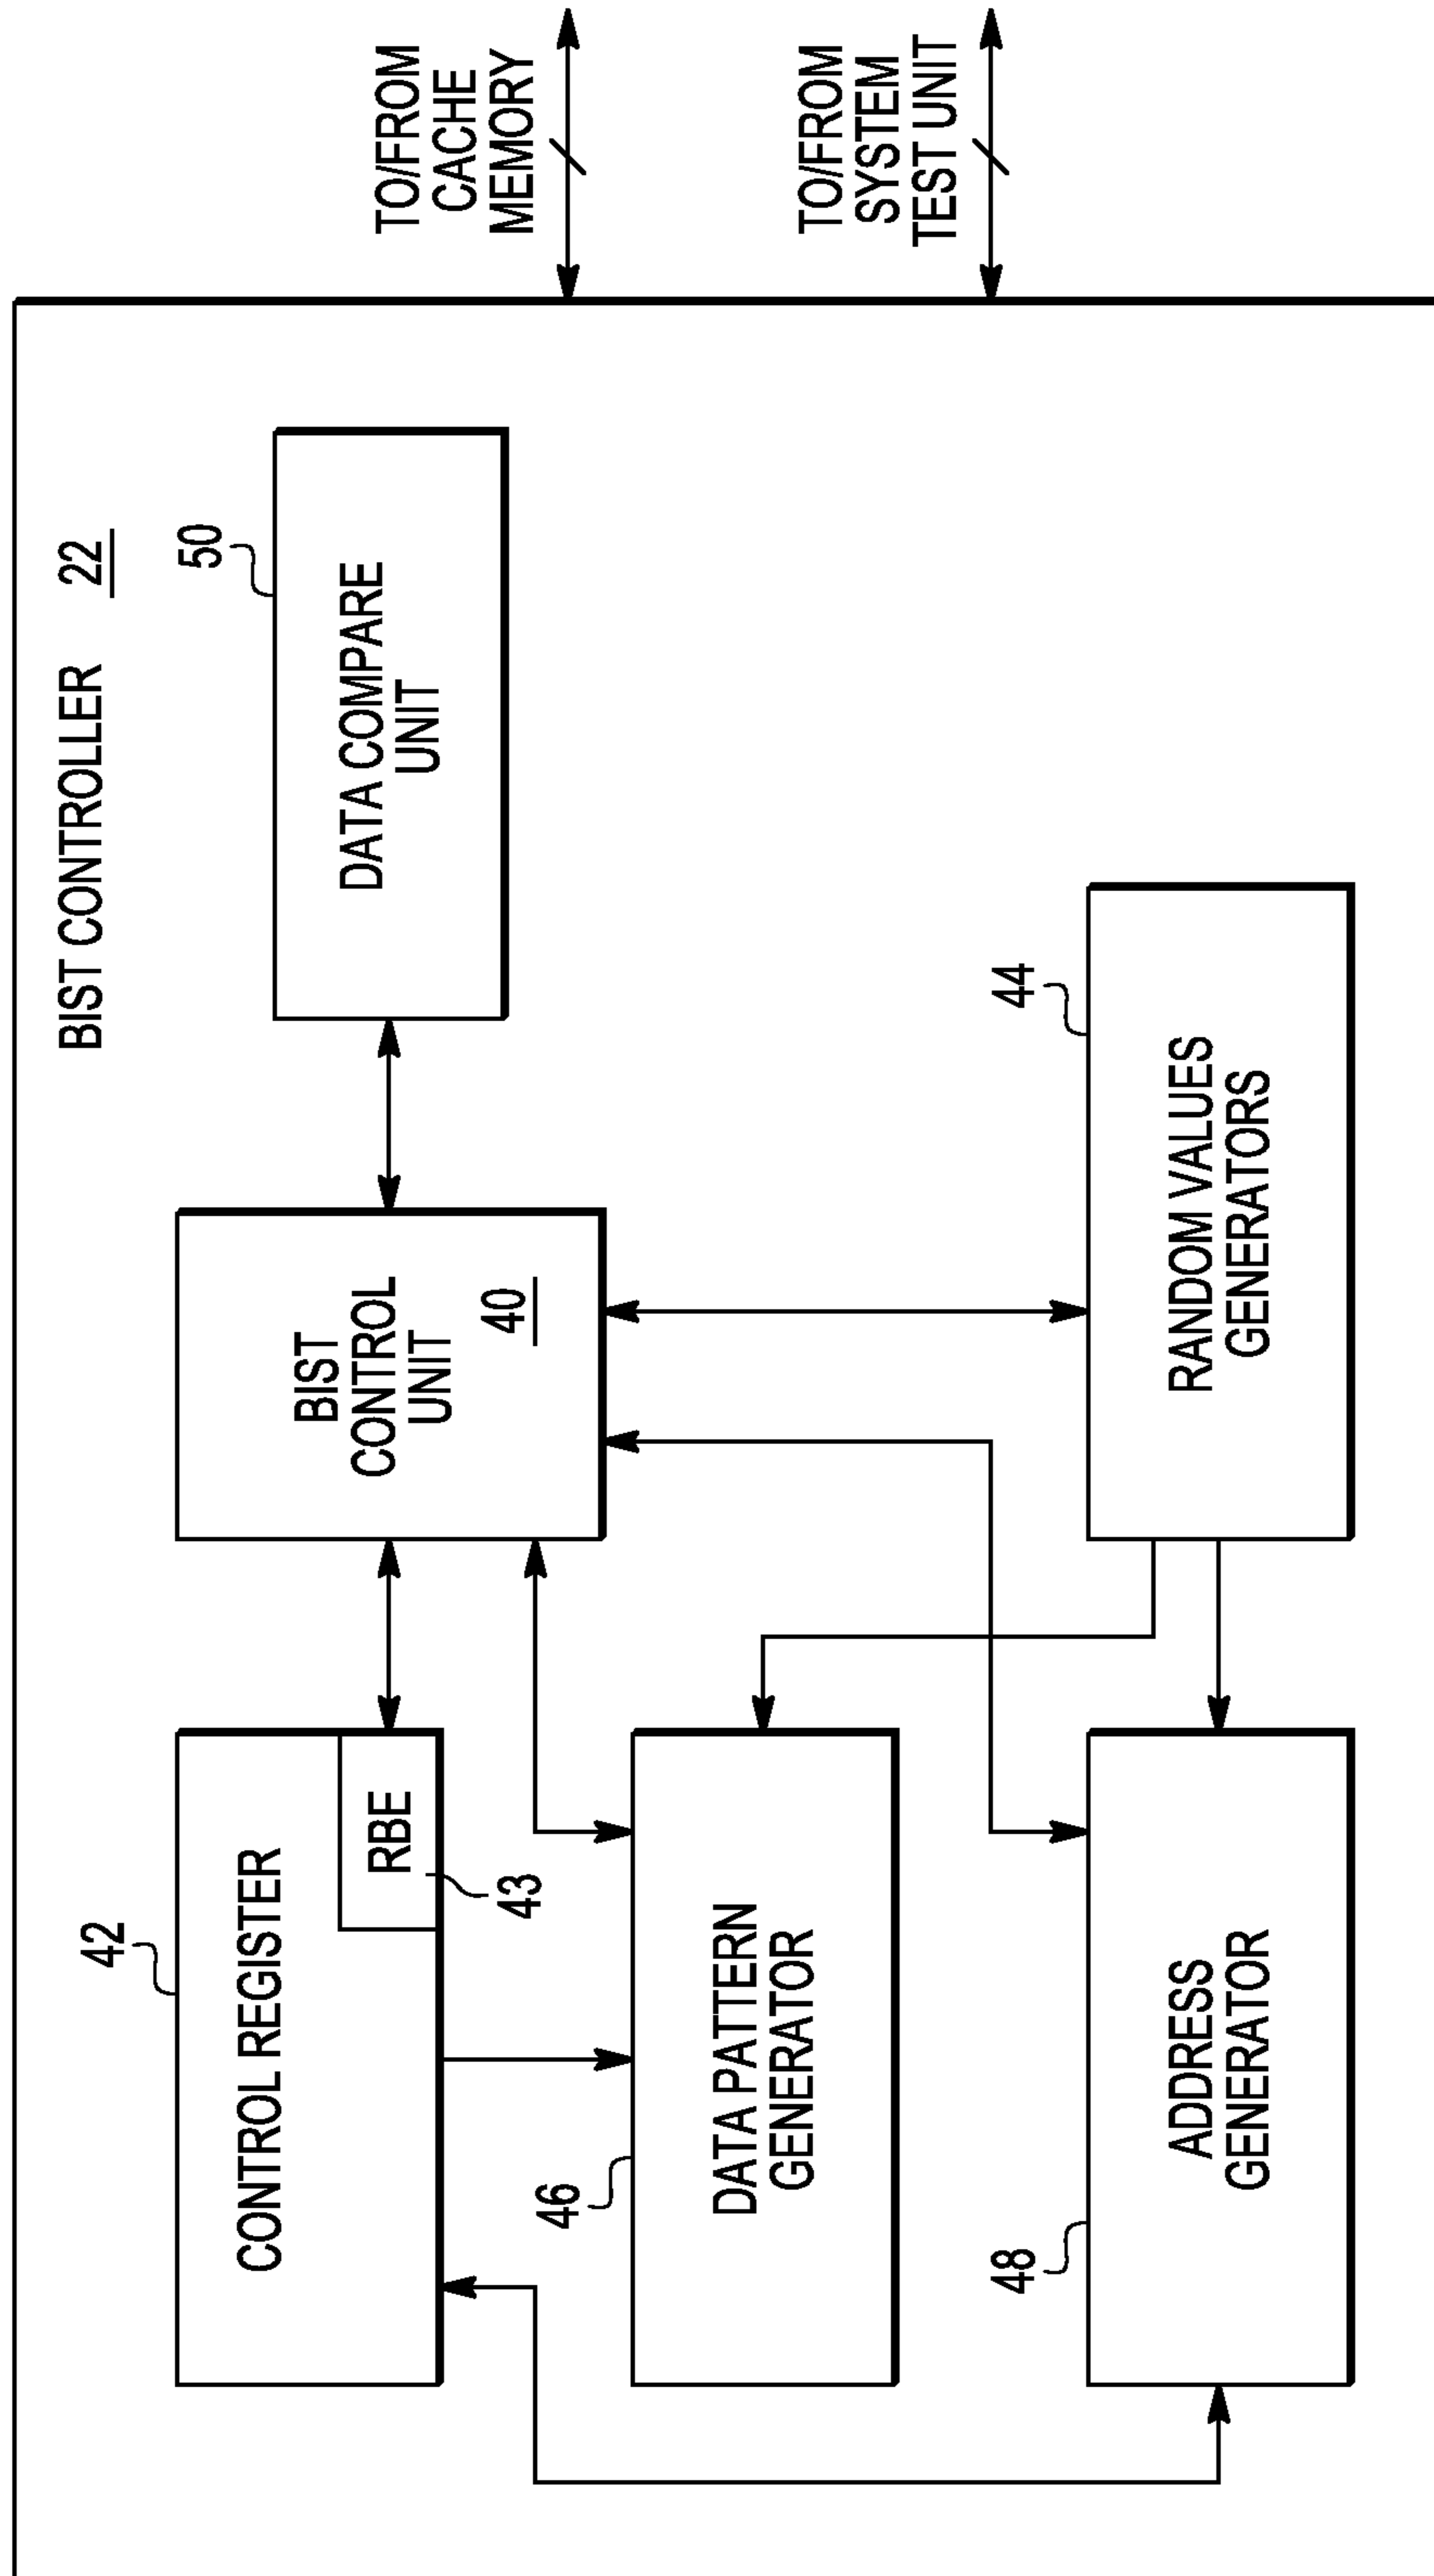 BIST CONTROLLER 22
42
CONTROL REGISTER
RBE
43
BIST
CONTROL
UNIT
40
50
DATA COMPARE
UNIT
TO/FROM
CACHE
MEMORY
46
DATA PATTERN
GENERATOR
TO/FROM
SYSTEM
TEST UNIT
48
ADDRESS
GENERATOR
44
RANDOM VALUES
GENERATORS